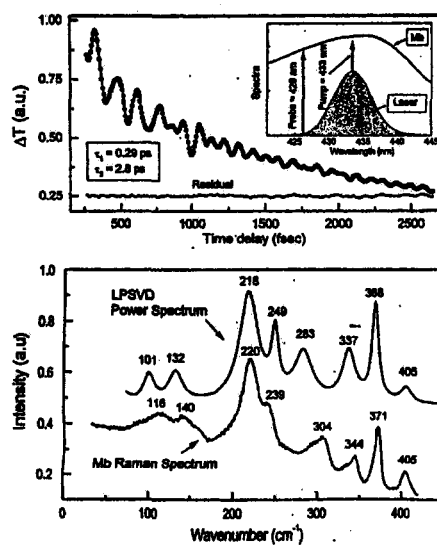 1.00
0.75
0.50
0.25
ΔT (a.u.)
τ₁ = 0.29 ps
τ₂ = 2.8 ps
Residual
500
1000
1500
2000
2500
Time delay (fsec)
Spectra
Mb
Laser
Pump = 433 nm
425
430
435
440
445
Wavelength (nm)
1.0
0.8
0.6
0.4
0.2
Intensity (a.u)
LPSVD
Power Spectrum
Mb Raman Spectrum
101
132
218
249
283
337
368
405
116
140
220
239
304
344
371
405
0
100
200
300
400
Wavenumber (cm⁻¹)